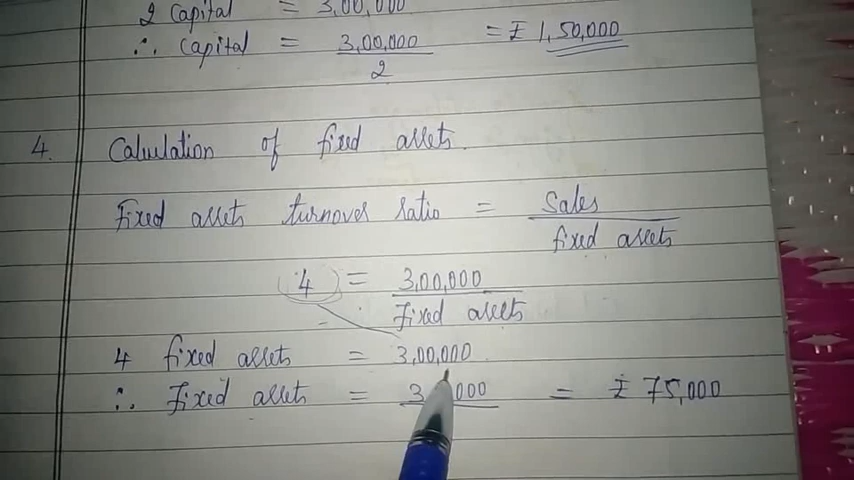 2 Capital = 3,00,000
∴ Capital = 3,00,000 / 2 = ₹ 1,50,000
4. Calculation of fixed assets.
Fixed assets turnover ratio = Sales / fixed assets
4 = 3,00,000 / Fixed assets
4 fixed assets = 3,00,000
∴ Fixed assets = 3 000 = ₹ 75,000